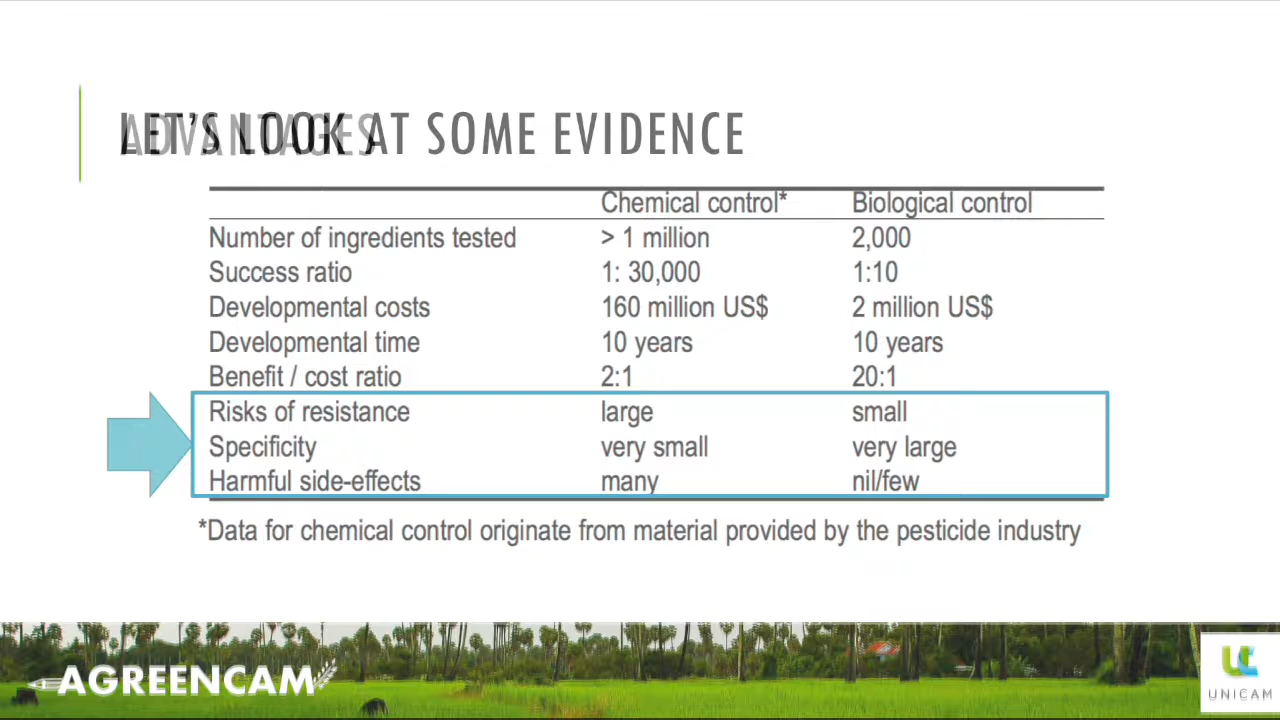 LET'S LOOK AT SOME EVIDENCE
ADVANTAGES
Chemical control* Biological control
Number of ingredients tested > 1 million 2,000
Success ratio 1: 30,000 1:10
Developmental costs 160 million US$ 2 million US$
Developmental time 10 years 10 years
Benefit / cost ratio 2:1 20:1
Risks of resistance large small
Specificity very small very large
Harmful side-effects many nil/few
*Data for chemical control originate from material provided by the pesticide industry
AGREENCAM
UNICAM